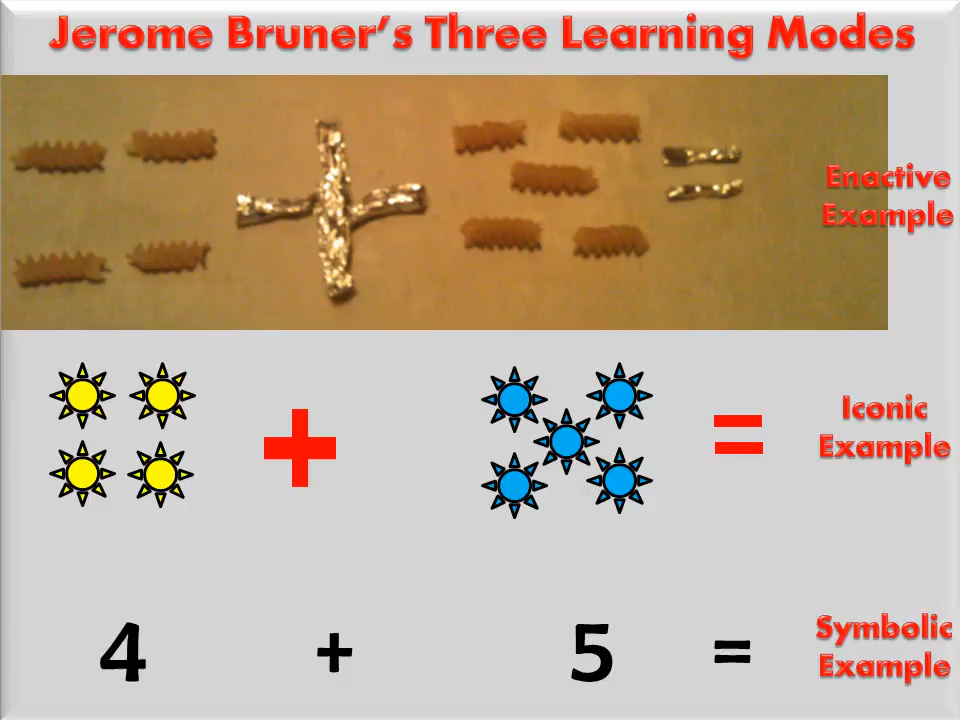 Jerome Bruner’s Three Learning Modes
Enactive
Example
+ =
Iconic
Example
4 + 5 =
Symbolic
Example